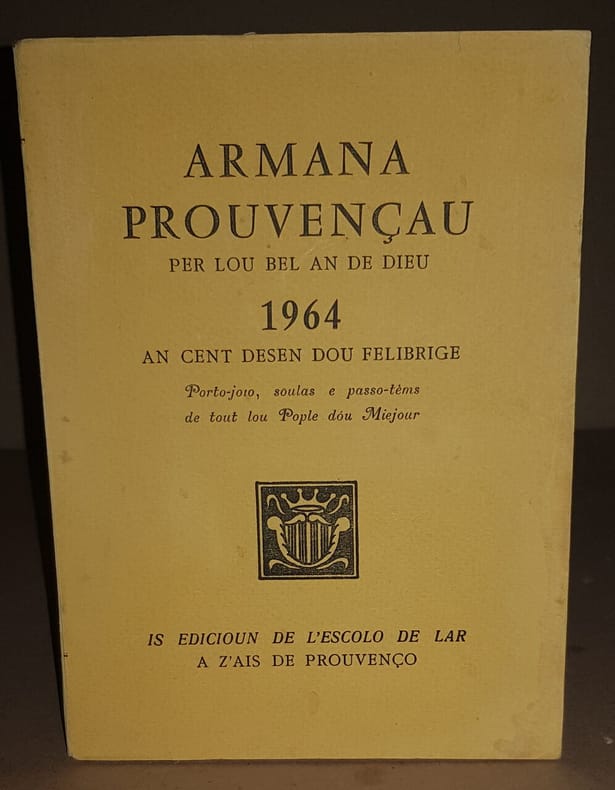 ARMANA
PROUVENÇAU
PER LOU BEL AN DE DIEU
1964
AN CENT DESEN DOU FELIBRIGE
Porto-joio, soulas e passo-tèms
de tout lou Pople dóu Miejour
IS EDICIOUN DE L'ESCOLO DE LAR
A Z'AIS DE PROUVENÇO